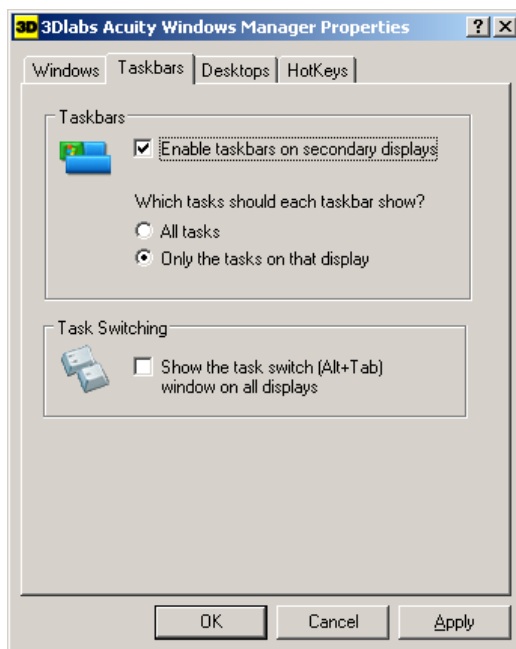 3D 3Dlabs Acuity Windows Manager Properties
Windows Taskbars Desktops HotKeys
Taskbars
Enable taskbars on secondary displays
Which tasks should each taskbar show?
All tasks
Only the tasks on that display
Task Switching
Show the task switch (Alt+Tab)
window on all displays
OK Cancel Apply